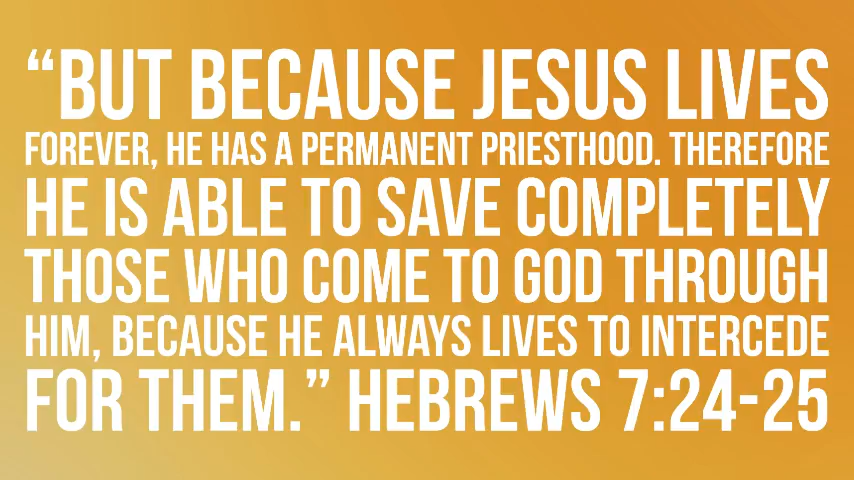 “BUT BECAUSE JESUS LIVES
FOREVER, HE HAS A PERMANENT PRIESTHOOD. THEREFORE
HE IS ABLE TO SAVE COMPLETELY
THOSE WHO COME TO GOD THROUGH
HIM, BECAUSE HE ALWAYS LIVES TO INTERCEDE
FOR THEM.” HEBREWS 7:24-25